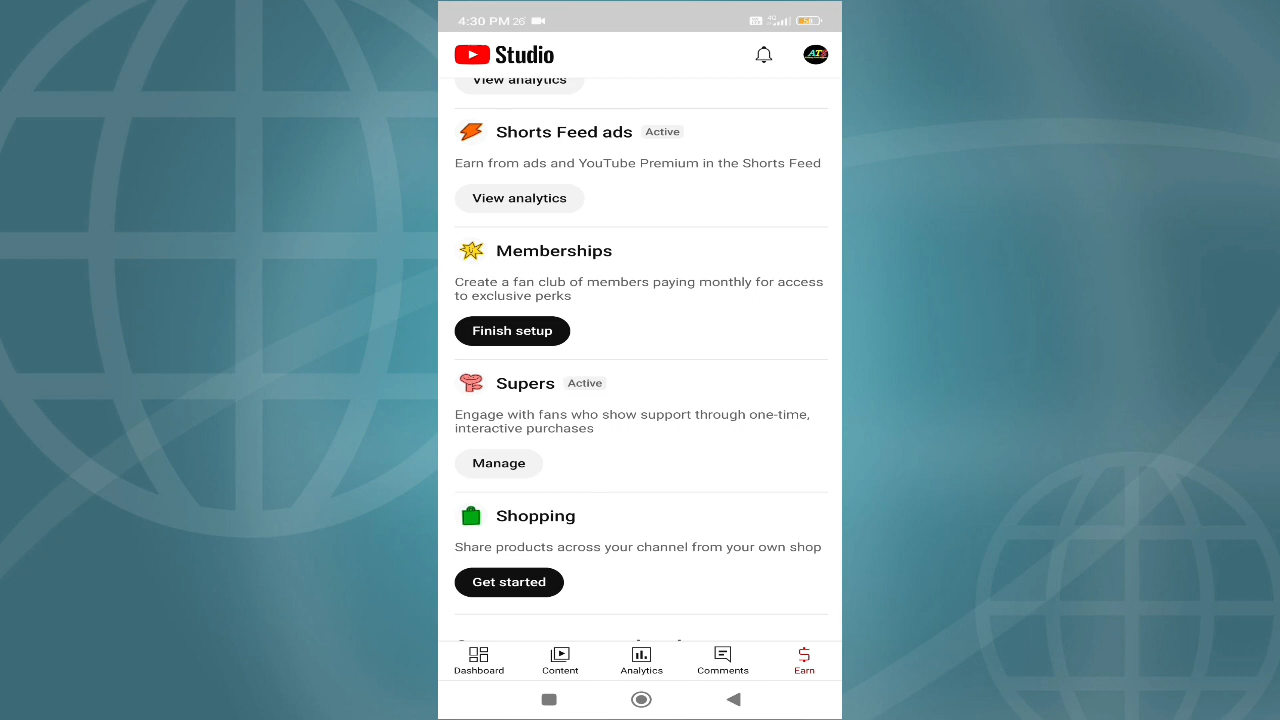 4:30 PM 26
4G
Studio
ATZ
View analytics
Shorts Feed ads Active
Earn from ads and YouTube Premium in the Shorts Feed
View analytics
Memberships
Create a fan club of members paying monthly for access
to exclusive perks
Finish setup
Supers Active
Engage with fans who show support through one-time,
interactive purchases
Manage
Shopping
Share products across your channel from your own shop
Get started
Dashboard Content Analytics Comments Earn